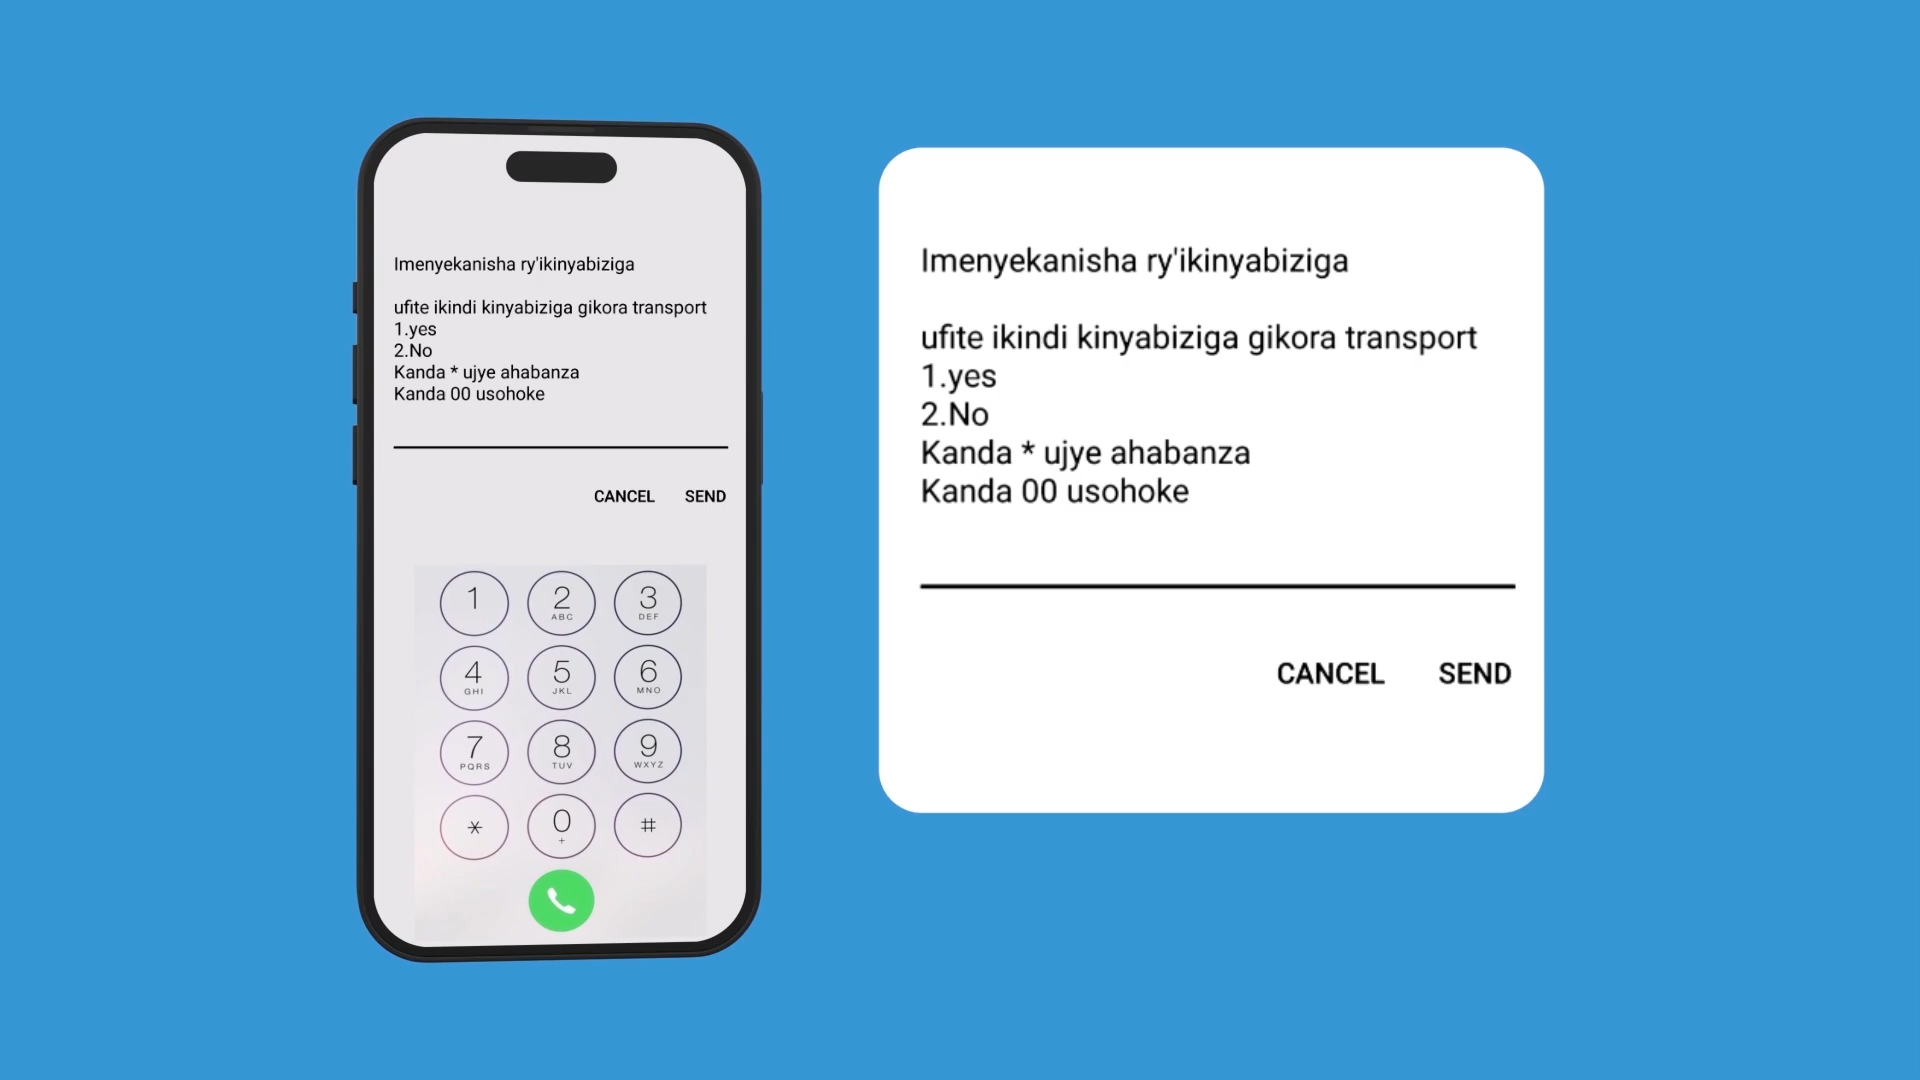 Imenyekanisha ry'ikinyabiziga
ufite ikindi kinyabiziga gikora transport
1.yes
2.No
Kanda * ujye ahabanza
Kanda 00 usohoke
CANCEL SEND
1 2 3
ABC DEF
4 5 6
GHI JKL MNO
7 8 9
PQRS TUV WXYZ
* 0 #
+
Imenyekanisha ry'ikinyabiziga
ufite ikindi kinyabiziga gikora transport
1.yes
2.No
Kanda * ujye ahabanza
Kanda 00 usohoke
CANCEL SEND